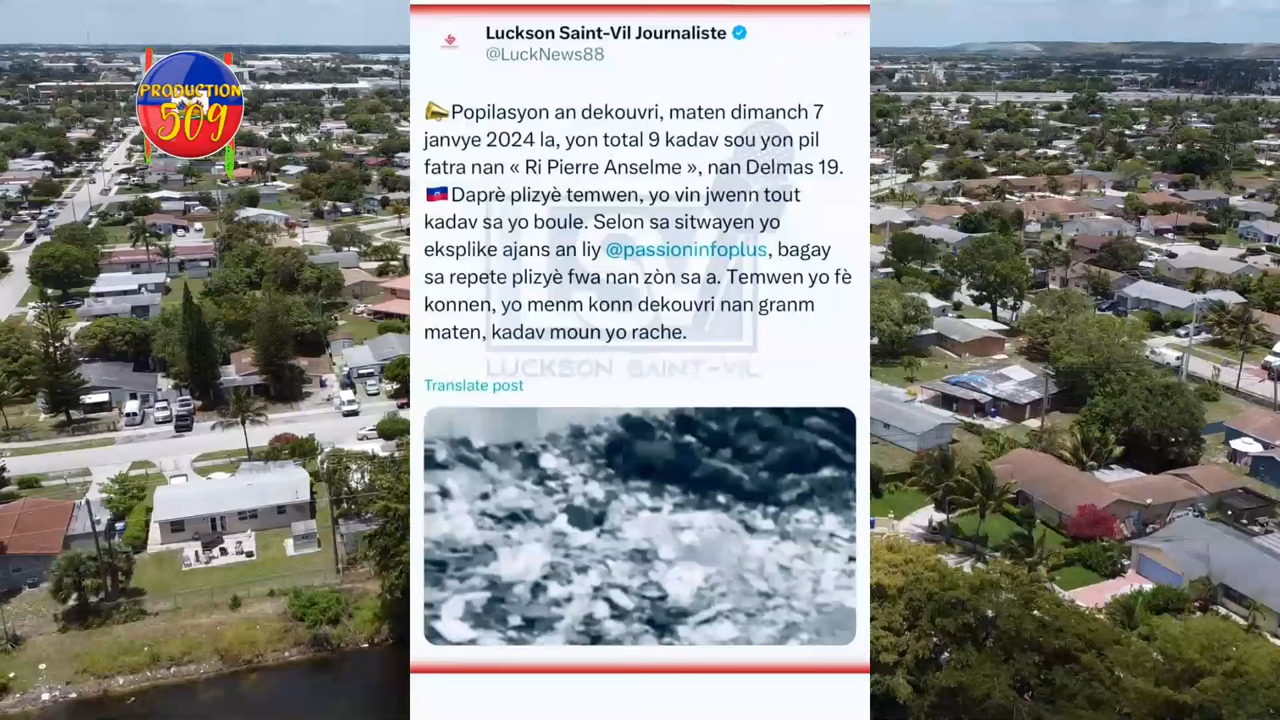 PRODUCTION
509
Luckson Saint-Vil Journaliste
@LuckNews88
Popilasyon an dekouvri, maten dimanch 7
janvye 2024 la, yon total 9 kadav sou yon pil
fatra nan « Ri Pierre Anselme », nan Delmas 19.
Daprè plizyè temwen, yo vin jwenn tout
kadav sa yo boule. Selon sa sitwayen yo
eksplike ajans an liy @passioninfoplus, bagay
sa repete plizyè fwa nan zòn sa a. Temwen yo fè
konnen, yo menm konn dekouvri nan granm
maten, kadav moun yo rache.
LUCKSON SAINT-VIL
Translate post